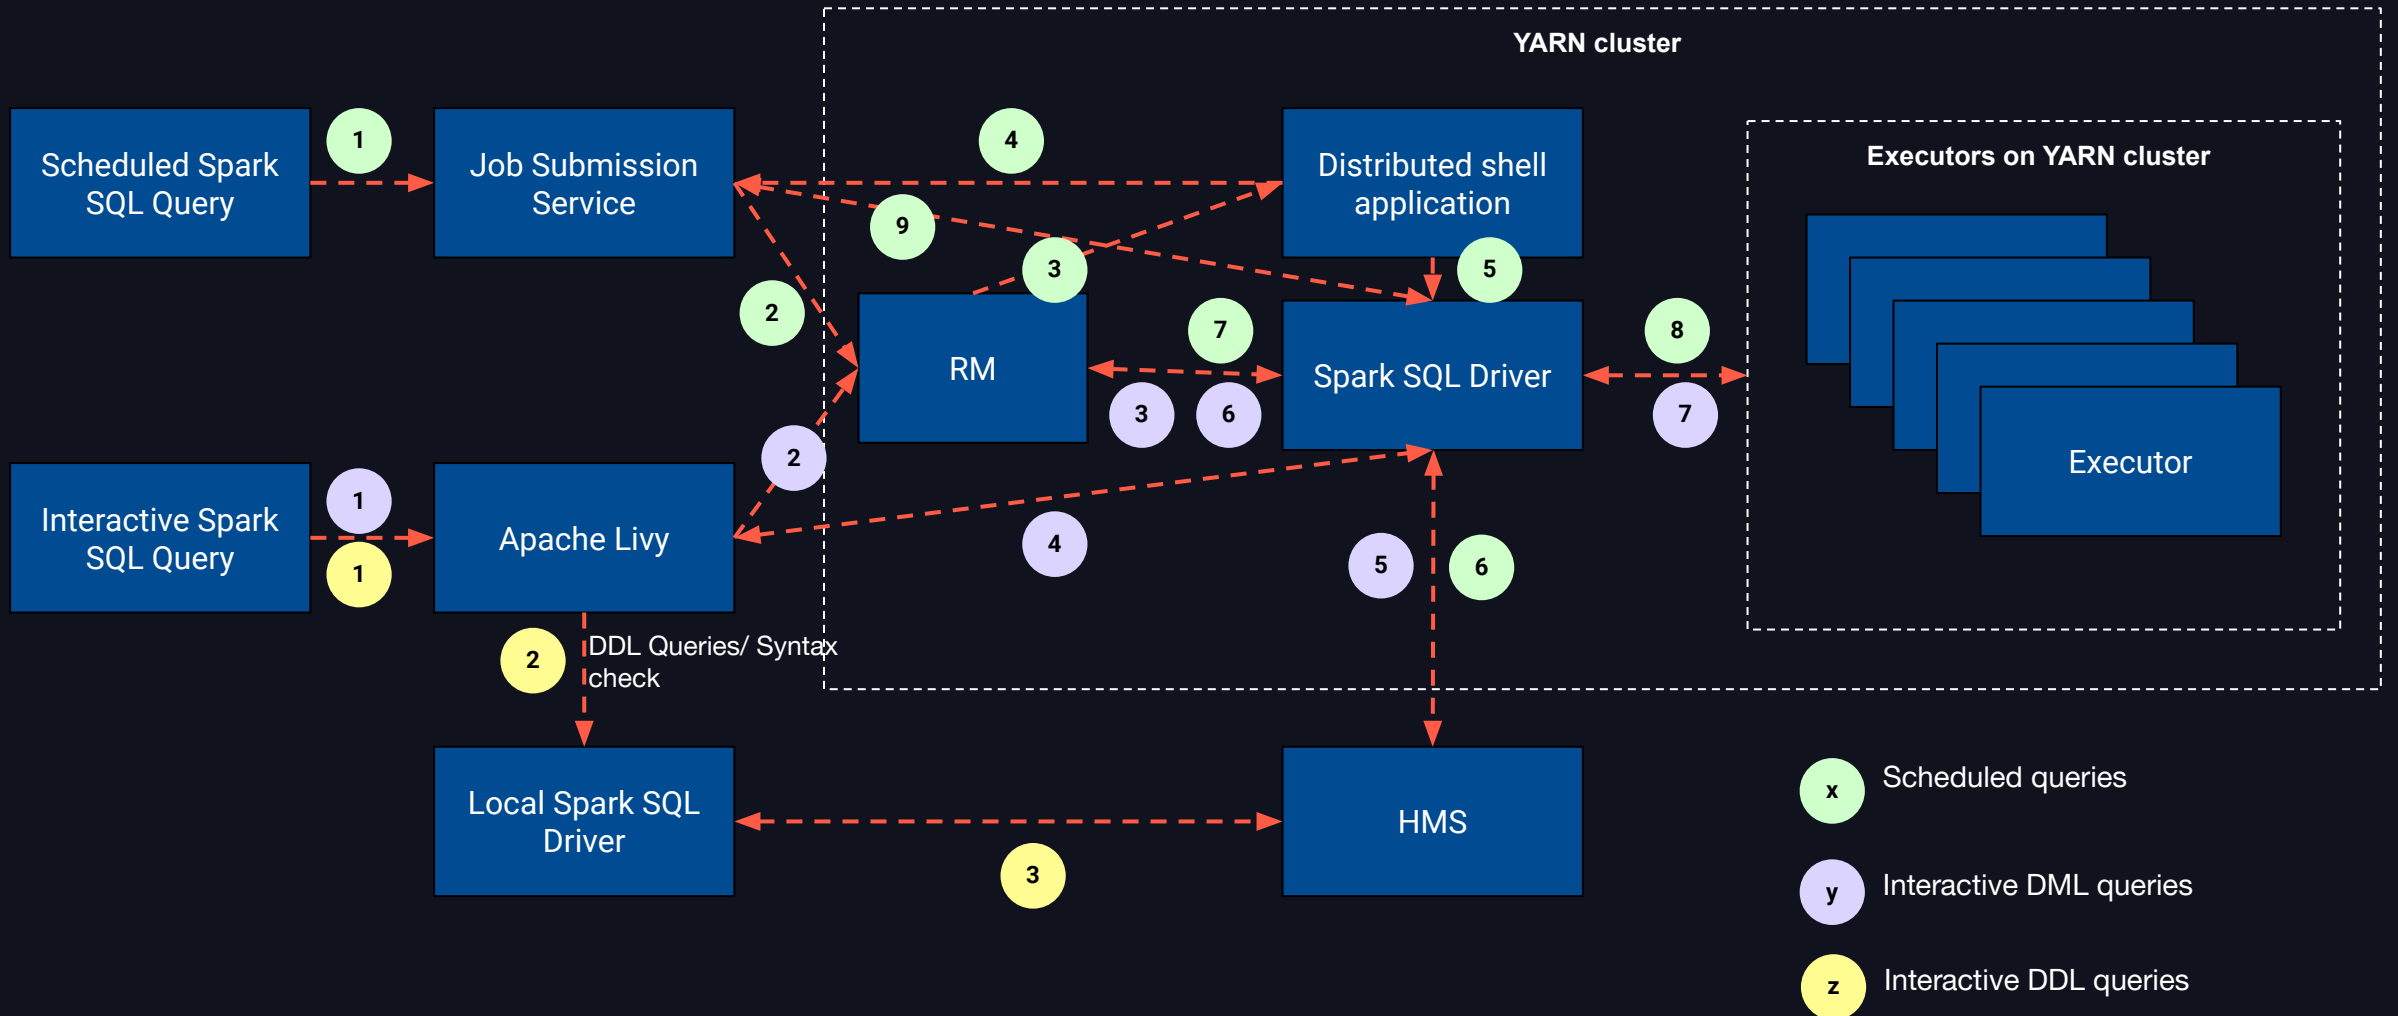 YARN cluster
Scheduled Spark
SQL Query
1
Job Submission
Service
4
Distributed shell
application
Executors on YARN cluster
9
3
5
2
RM
7
3
6
Spark SQL Driver
8
7
Executor
Interactive Spark
SQL Query
1
1
Apache Livy
2
4
5
6
2
DDL Queries/ Syntax
check
Local Spark SQL
Driver
3
HMS
x
Scheduled queries
y
Interactive DML queries
z
Interactive DDL queries